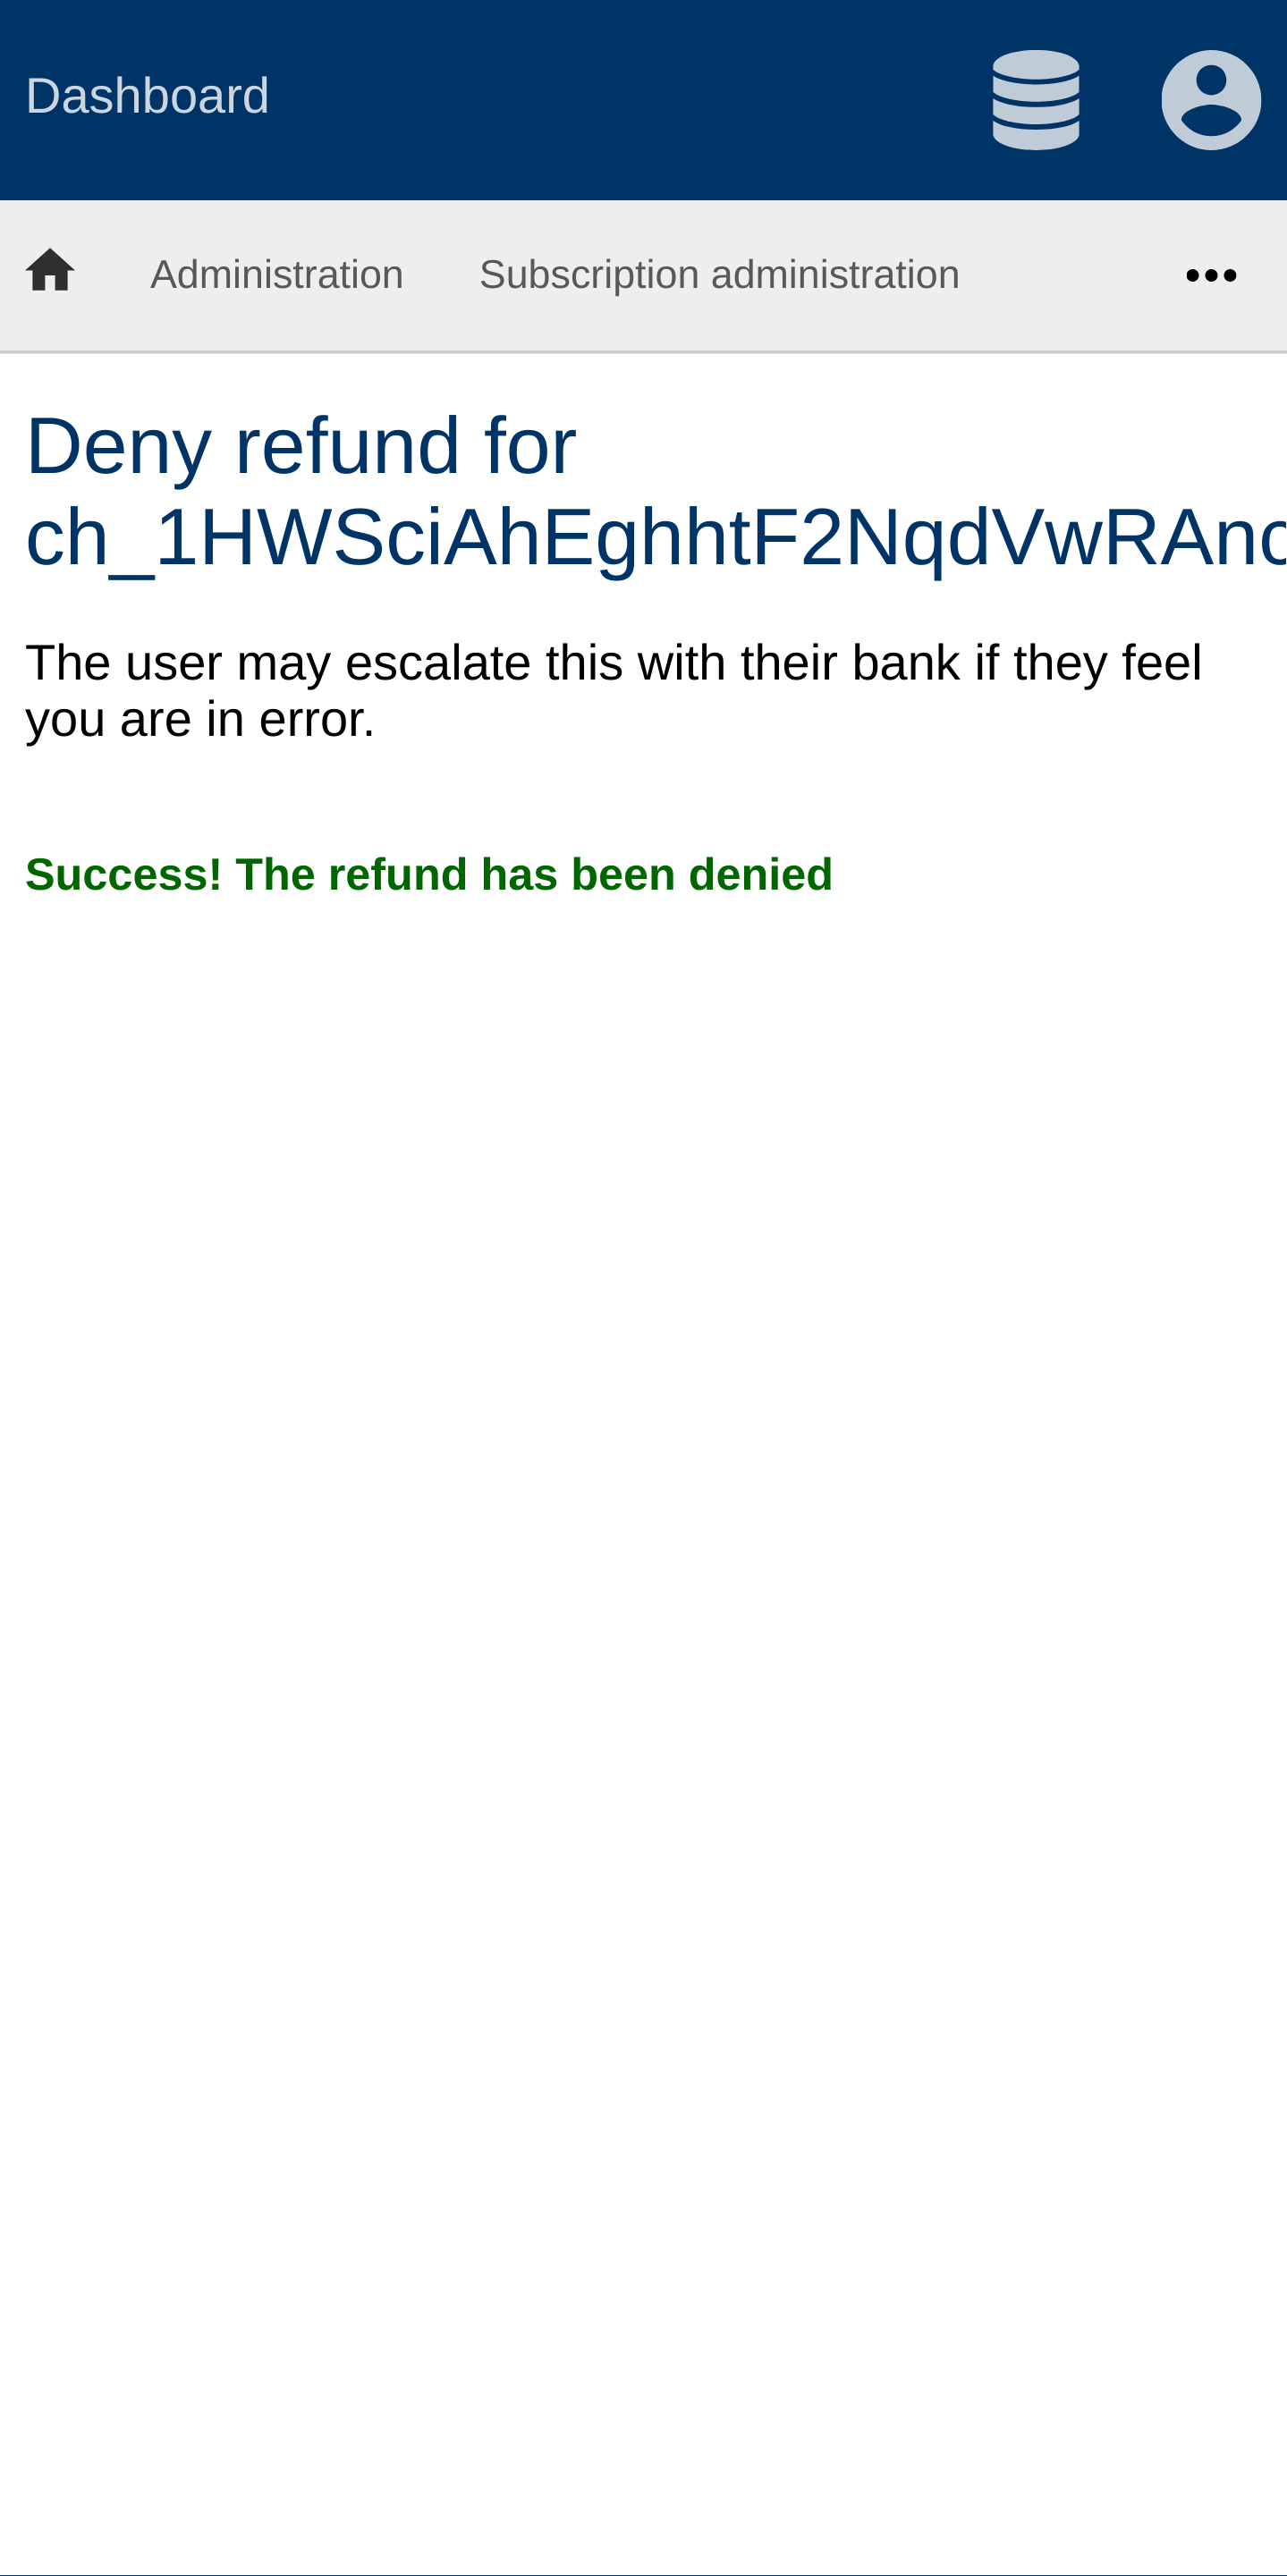 Dashboard
Administration Subscription administration
Deny refund for
ch_1HWSciAhEghhtF2NqdVwRAn
The user may escalate this with their bank if they feel
you are in error.
Success! The refund has been denied